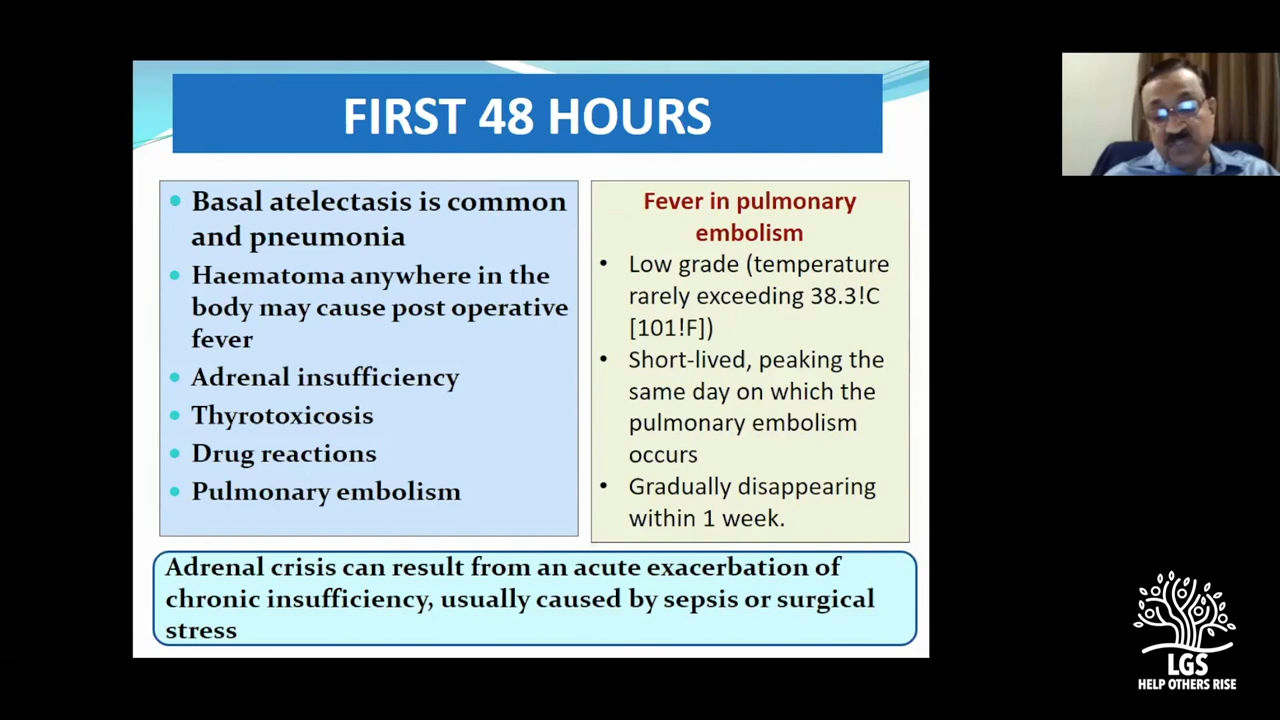 FIRST 48 HOURS
Basal atelectasis is common
and pneumonia
Haematoma anywhere in the
body may cause post operative
fever
Adrenal insufficiency
Thyrotoxicosis
Drug reactions
Pulmonary embolism
Fever in pulmonary
embolism
Low grade (temperature
rarely exceeding 38.3!C
[101!F])
Short-lived, peaking the
same day on which the
pulmonary embolism
occurs
Gradually disappearing
within 1 week.
Adrenal crisis can result from an acute exacerbation of
chronic insufficiency, usually caused by sepsis or surgical
stress
LGS
HELP OTHERS RISE